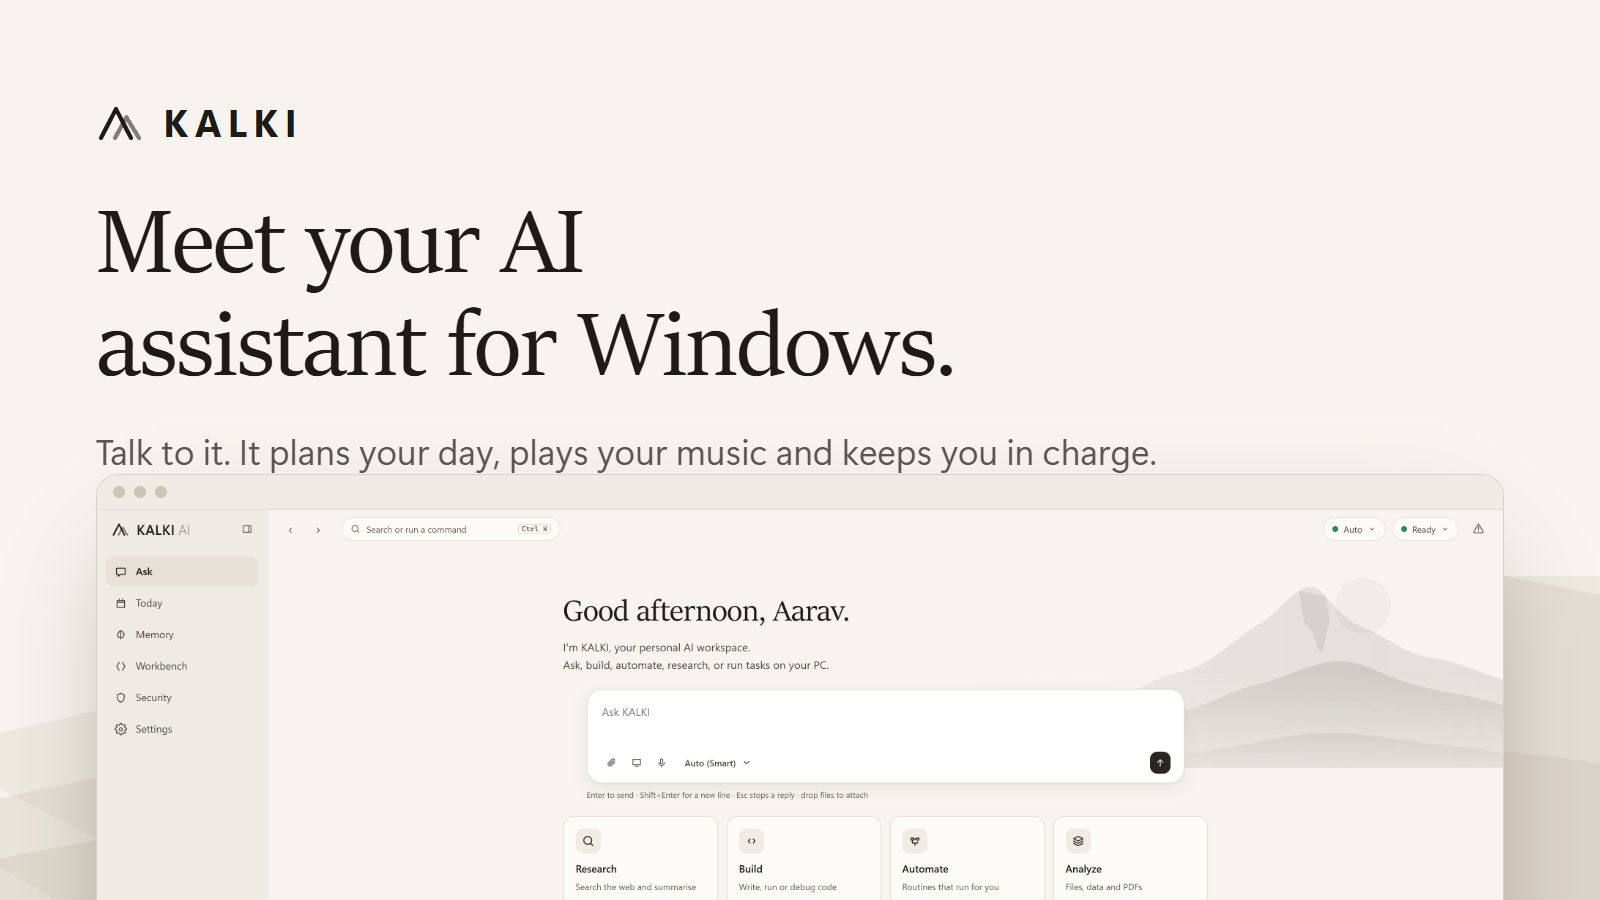 KALKI
Meet your AI
assistant for Windows.
Talk to it. It plans your day, plays your music and keeps you in charge.
KALKI AI
Search or run a command
Ctrl K
Auto
Ready
Ask
Today
Memory
Workbench
Security
Settings
Good afternoon, Aarav.
I'm KALKI, your personal AI workspace.
Ask, build, automate, research, or run tasks on your PC.
Ask KALKI
Auto (Smart)
Enter to send · Shift+Enter for a new line · Esc stops a reply · drop files to attach
Research
Search the web and summarise
Build
Write, run or debug code
Automate
Routines that run for you
Analyze
Files, data and PDFs